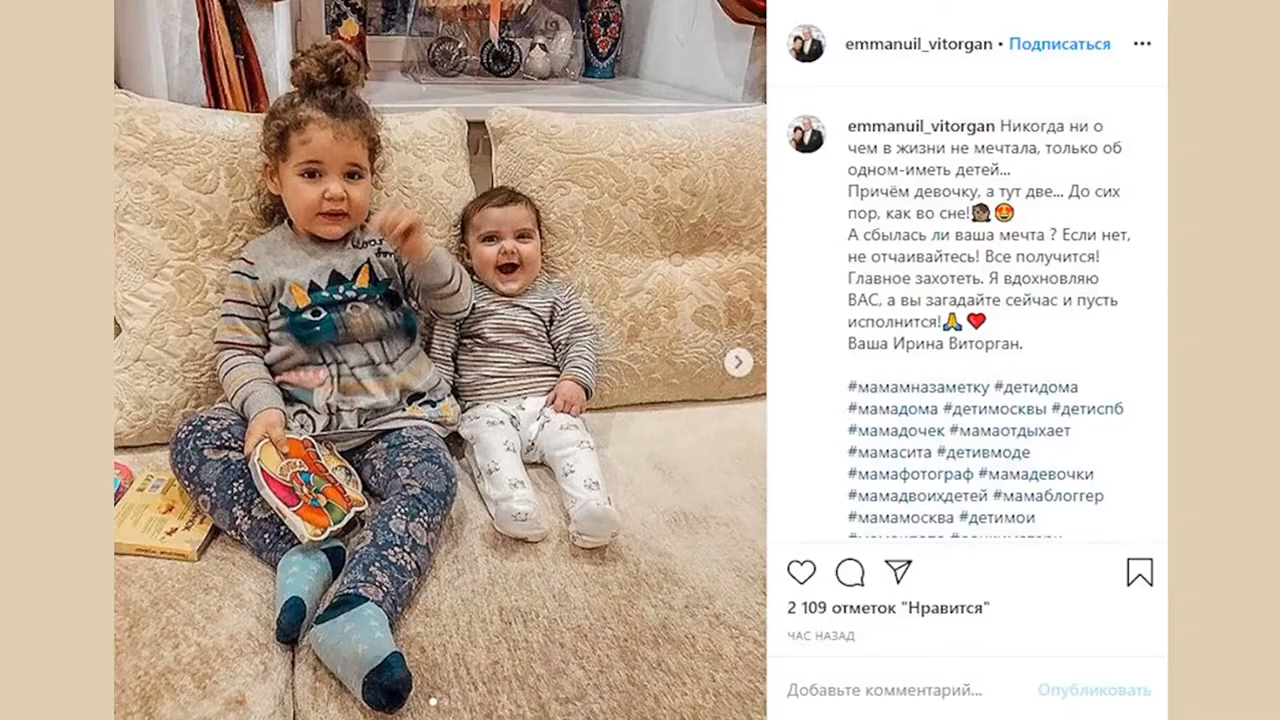 emmanuil_vitorgan • Подписаться
emmanuil_vitorgan Никогда ни о
чем в жизни не мечтала, только об
одном-иметь детей...
Причём девочку, а тут две... До сих
пор, как во сне!
А сбылась ли ваша мечта ? Если нет,
не отчаивайтесь! Все получится!
Главное захотеть. Я вдохновляю
ВАС, а вы загадайте сейчас и пусть
исполнится!🙏❤️
Ваша Ирина Виторган.
#мамамназаметку #детидома
#мамадома #детимосквы #детиспб
#мамадочек #мамаотдыхает
#мамасита #детивмоде
#мамафотограф #мамадевочки
#мамадвоихдетей #мамаблоггер
#мамамосква #детимои
2 109 отметок "Нравится"
ЧАС НАЗАД
Добавьте комментарий...
Опубликовать